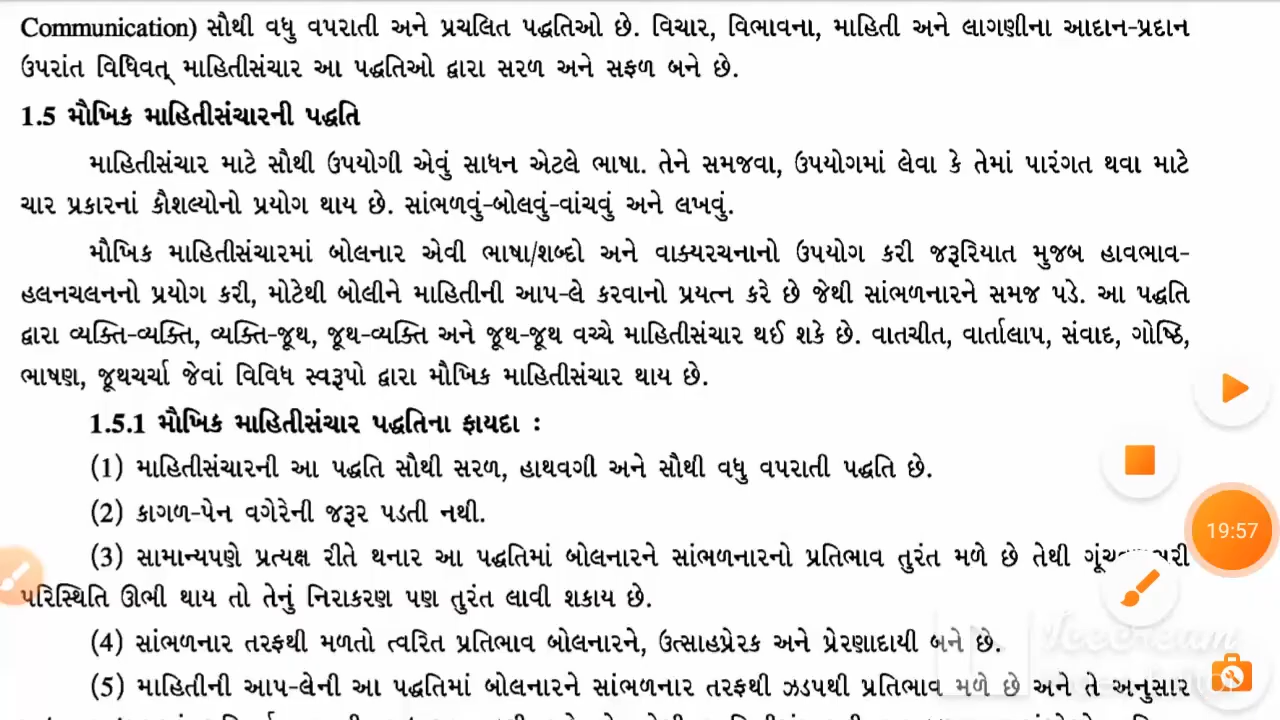 Communication) સૌથી વધુ વપરાતી અને પ્રચલિત પદ્ધતિઓ છે. વિચાર, વિભાવના, માહિતી અને લાગણીના આદાન-પ્રદાન
ઉપરાંત વિધિવત્ માહિતીસંચાર આ પદ્ધતિઓ દ્વારા સરળ અને સફળ બને છે.
1.5 મૌખિક માહિતીસંચારની પદ્ધતિ
માહિતીસંચાર માટે સૌથી ઉપયોગી એવું સાધન એટલે ભાષા. તેને સમજવા, ઉપયોગમાં લેવા કે તેમાં પારંગત થવા માટે
ચાર પ્રકારનાં કૌશલ્યોનો પ્રયોગ થાય છે. સાંભળવું-બોલવું-વાંચવું અને લખવું.
મૌખિક માહિતીસંચારમાં બોલનાર એવી ભાષા/શબ્દો અને વાક્યરચનાનો ઉપયોગ કરી જરૂરિયાત મુજબ હાવભાવ-
હલનચલનનો પ્રયોગ કરી, મોટેથી બોલીને માહિતીની આપ-લે કરવાનો પ્રયત્ન કરે છે જેથી સાંભળનારને સમજ પડે. આ પદ્ધતિ
દ્વારા વ્યક્તિ-વ્યક્તિ, વ્યક્તિ-જૂથ, જૂથ-વ્યક્તિ અને જૂથ-જૂથ વચ્ચે માહિતીસંચાર થઈ શકે છે. વાતચીત, વાર્તાલાપ, સંવાદ, ગોષ્ઠિ,
ભાષણ, જૂથચર્ચા જેવાં વિવિધ સ્વરૂપો દ્વારા મૌખિક માહિતીસંચાર થાય છે.
1.5.1 મૌખિક માહિતીસંચાર પદ્ધતિના ફાયદા :
(1) માહિતીસંચારની આ પદ્ધતિ સૌથી સરળ, હાથવગી અને સૌથી વધુ વપરાતી પદ્ધતિ છે.
(2) કાગળ-પેન વગેરેની જરૂર પડતી નથી.
19:57
(3) સામાન્યપણે પ્રત્યક્ષ રીતે થનાર આ પદ્ધતિમાં બોલનારને સાંભળનારનો પ્રતિભાવ તુરંત મળે છે તેથી
પરિસ્થિતિ ઊભી થાય તો તેનું નિરાકરણ પણ તુરંત લાવી શકાય છે.
(4) સાંભળનાર તરફથી મળતો ત્વરિત પ્રતિભાવ બોલનારને, ઉત્સાહપ્રેરક અને પ્રેરણાદાયી બને છે.
(5) માહિતીની આપ-લેની આ પદ્ધતિમાં બોલનારને સાંભળનાર તરફથી ઝડપથી પ્રતિભાવ મળે છે અને તે અનુસાર